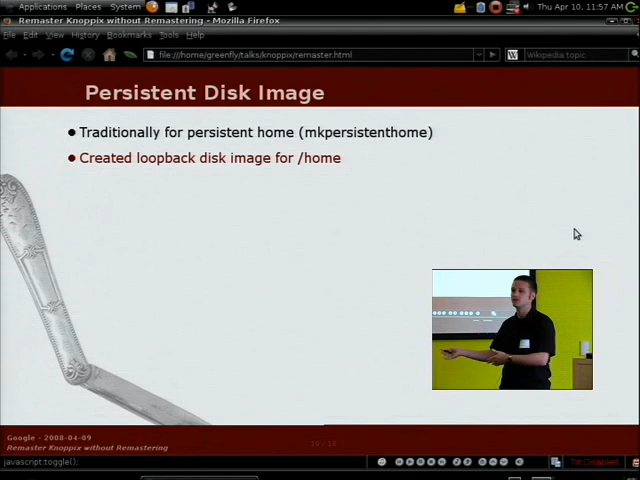 Applications Places System
Thu Apr 10, 11:57 AM
Remaster Knoppix without Remastering - Mozilla Firefox
File Edit View History Bookmarks Tools Help
file:///home/greenfly/talks/knoppix/remaster.html
W
Wikipedia topic
Persistent Disk Image
Traditionally for persistent home (mkpersistenthome)
Created loopback disk image for /home
Google - 2008-04-09
Remaster Knoppix without Remastering
javascript:toggle();
Tor Disabled